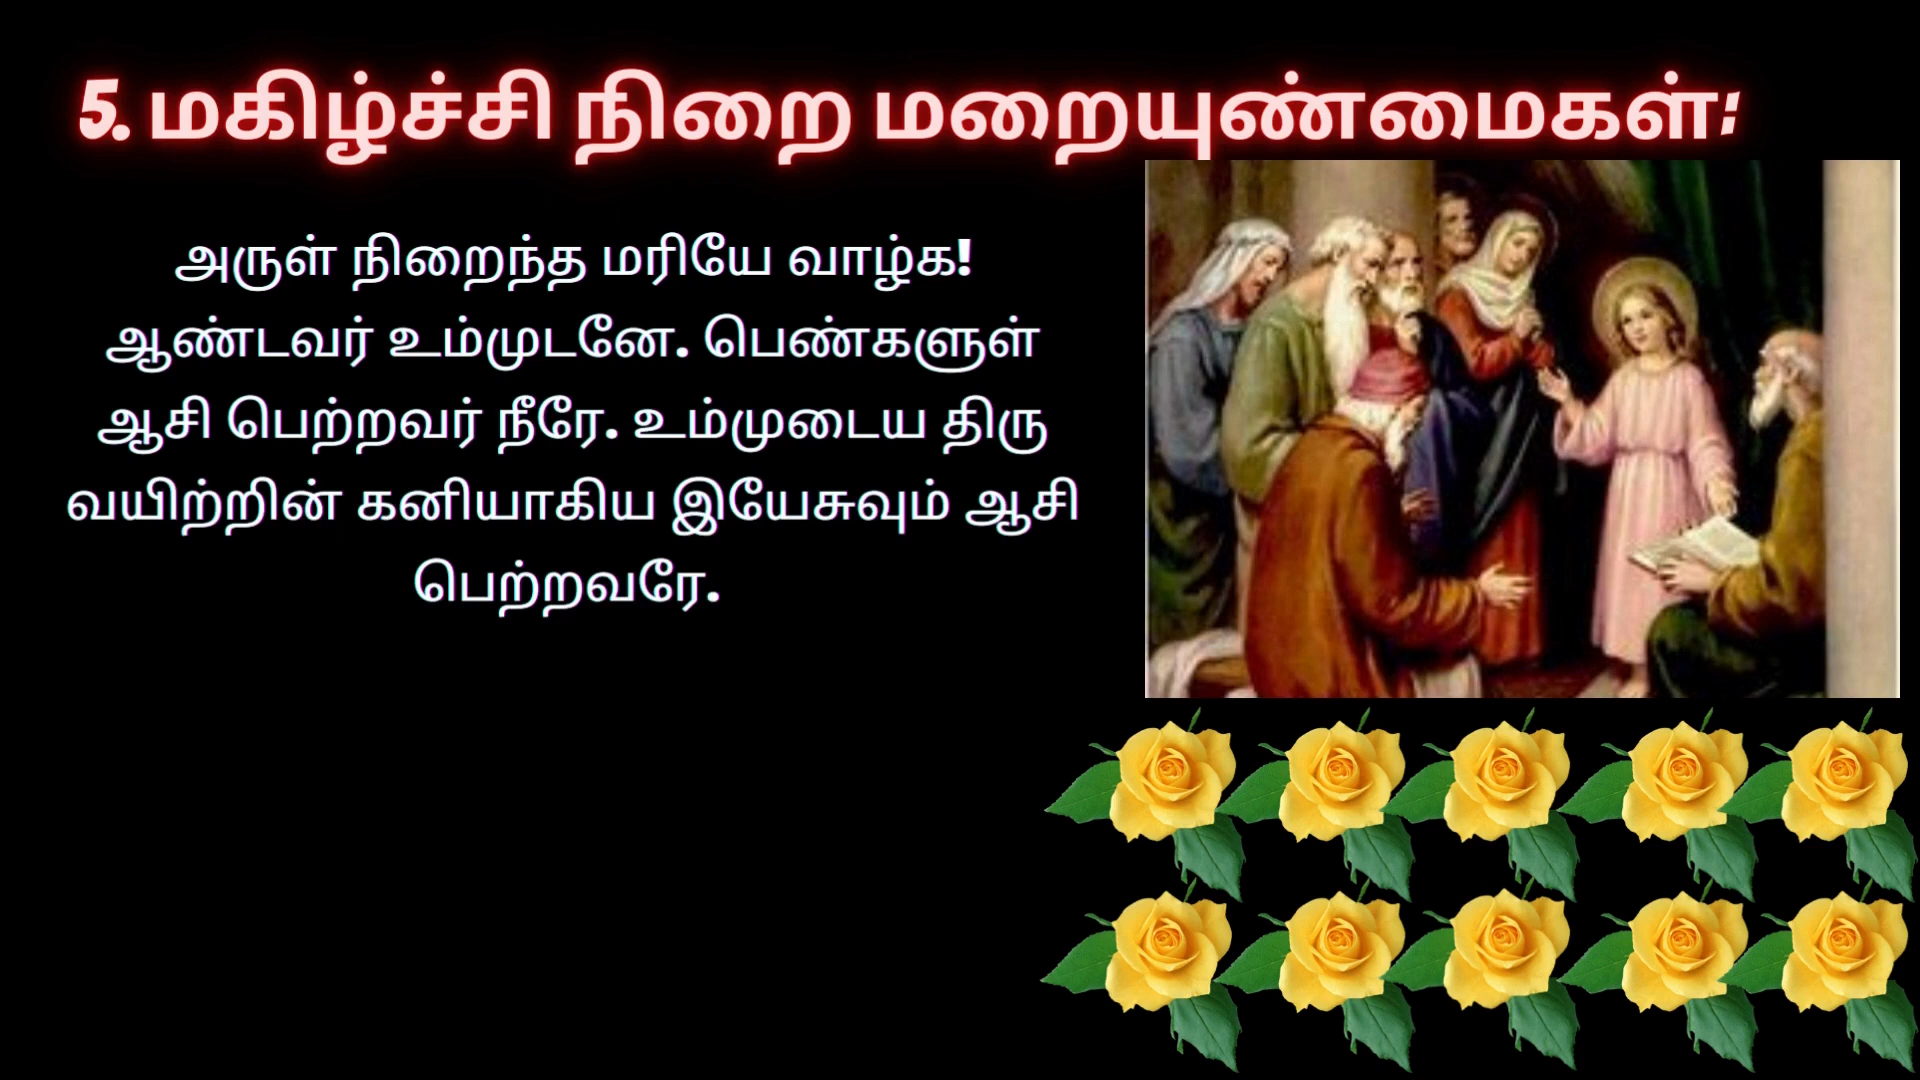 5. மகிழ்ச்சி நிறை மறையுண்மைகள்:
அருள் நிறைந்த மரியே வாழ்க!
ஆண்டவர் உம்முடனே. பெண்களுள்
ஆசி பெற்றவர் நீரே. உம்முடைய திரு
வயிற்றின் கனியாகிய இயேசுவும் ஆசி
பெற்றவரே.